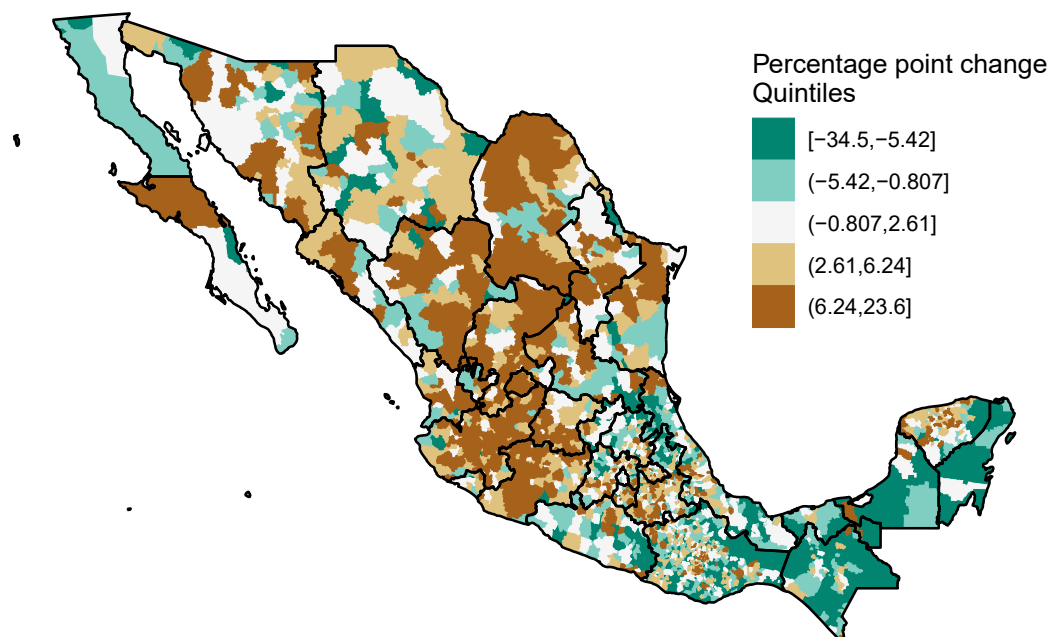 Percentage point change
Quintiles
[−34.5,−5.42]
(−5.42,−0.807]
(−0.807,2.61]
(2.61,6.24]
(6.24,23.6]